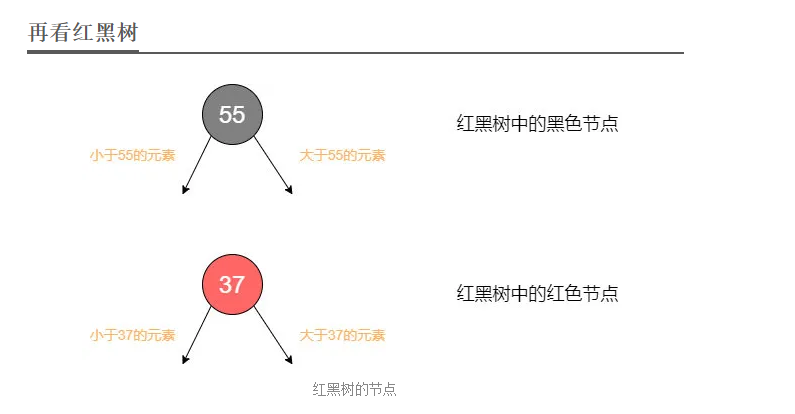 再看红黑树
55
红黑树中的黑色节点
小于55的元素
大于55的元素
37
红黑树中的红色节点
小于37的元素
大于37的元素
红黑树的节点